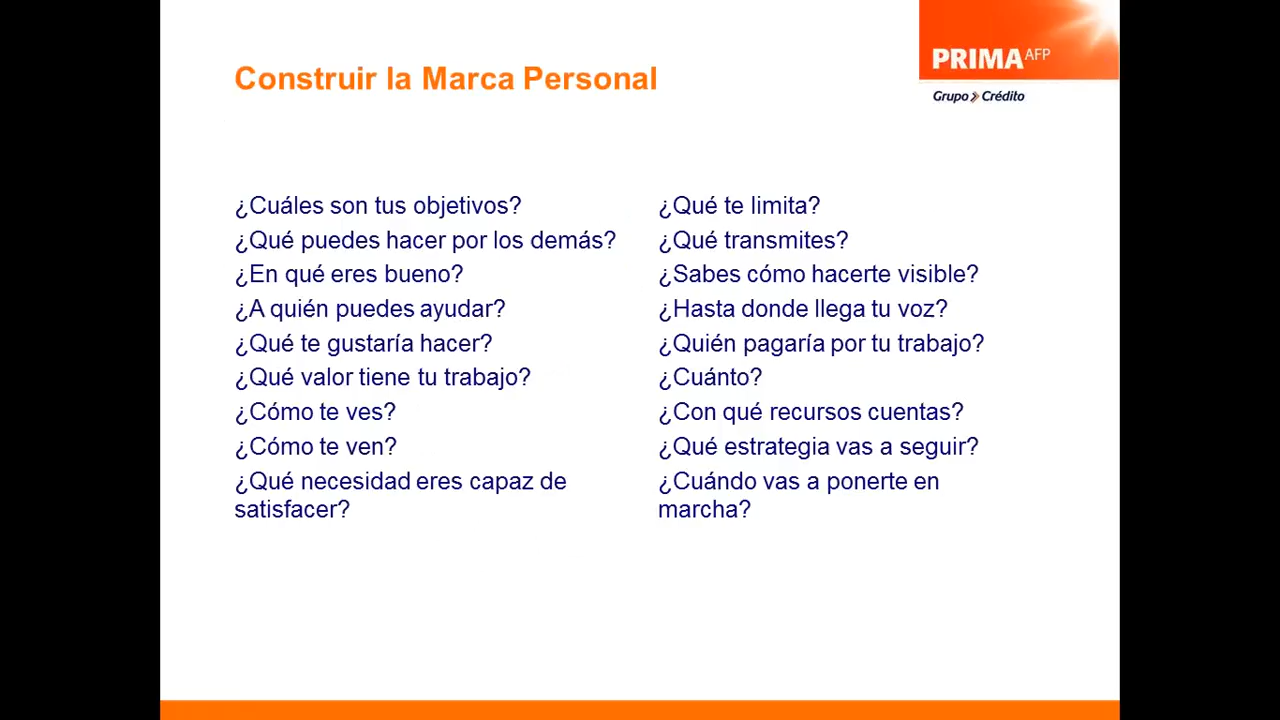 Construir la Marca Personal
PRIMA AFP
Grupo Crédito
¿Cuáles son tus objetivos?
¿Qué puedes hacer por los demás?
¿En qué eres bueno?
¿A quién puedes ayudar?
¿Qué te gustaría hacer?
¿Qué valor tiene tu trabajo?
¿Cómo te ves?
¿Cómo te ven?
¿Qué necesidad eres capaz de
satisfacer?
¿Qué te limita?
¿Qué transmites?
¿Sabes cómo hacerte visible?
¿Hasta donde llega tu voz?
¿Quién pagaría por tu trabajo?
¿Cuánto?
¿Con qué recursos cuentas?
¿Qué estrategia vas a seguir?
¿Cuándo vas a ponerte en
marcha?